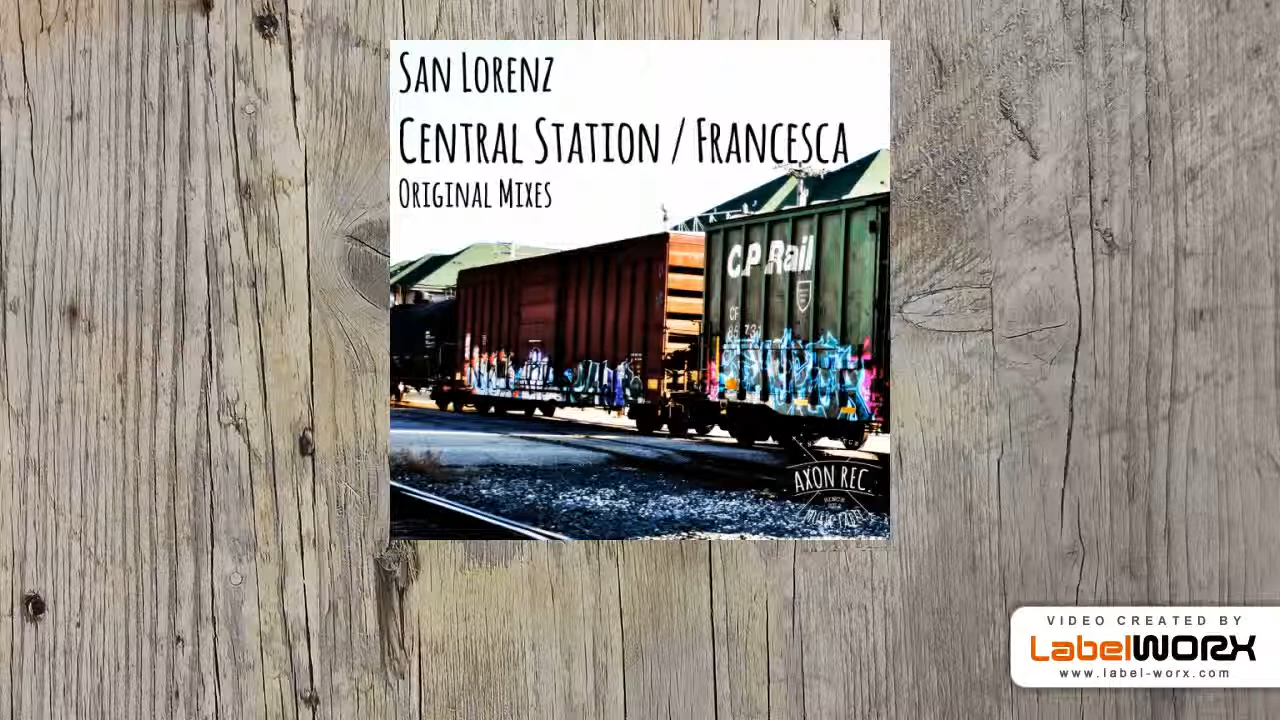 San Lorenz
Central Station / Francesca
Original Mixes
CP Rail
AXON REC.
SINCE
VIDEO CREATED BY
LabelWORX
www.label-worx.com